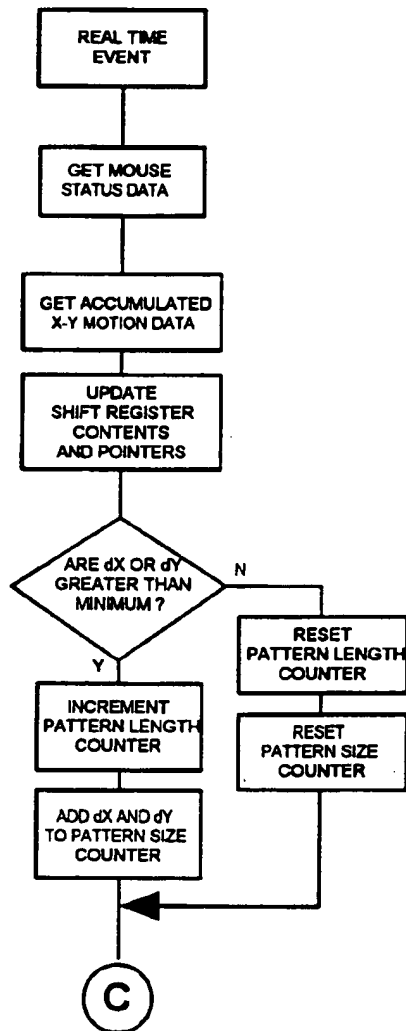 REAL TIME
EVENT
GET MOUSE
STATUS DATA
GET ACCUMULATED
X-Y MOTION DATA
UPDATE
SHIFT REGISTER
CONTENTS
AND POINTERS
ARE dX OR dY
GREATER THAN
MINIMUM ?
N
Y
RESET
PATTERN LENGTH
COUNTER
INCREMENT
PATTERN LENGTH
COUNTER
RESET
PATTERN SIZE
COUNTER
ADD dX AND dY
TO PATTERN SIZE
COUNTER
C